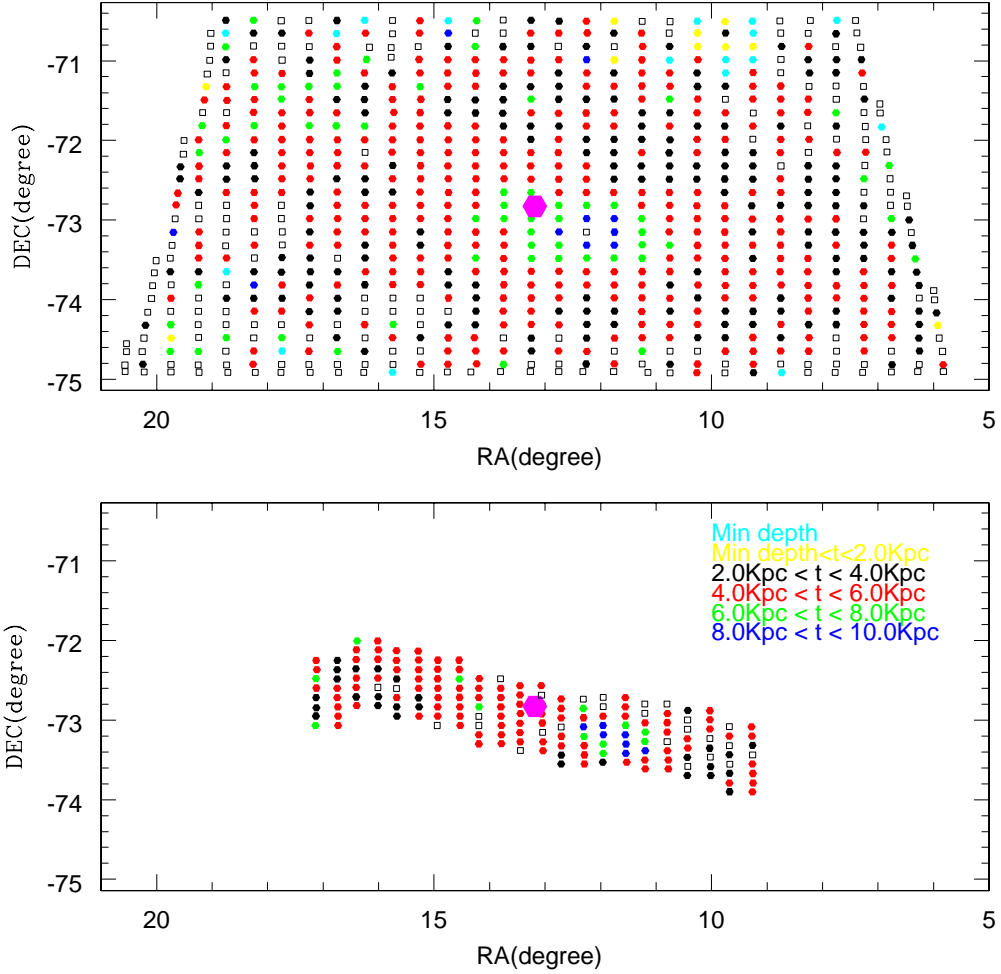 -71
-72
-73
-74
-75
DEC(degree)
20
15
10
5
RA(degree)
Min depth
Min depth<t<2.0Kpc
2.0Kpc < t < 4.0Kpc
4.0Kpc < t < 6.0Kpc
6.0Kpc < t < 8.0Kpc
8.0Kpc < t < 10.0Kpc
-71
-72
-73
-74
-75
DEC(degree)
20
15
10
5
RA(degree)